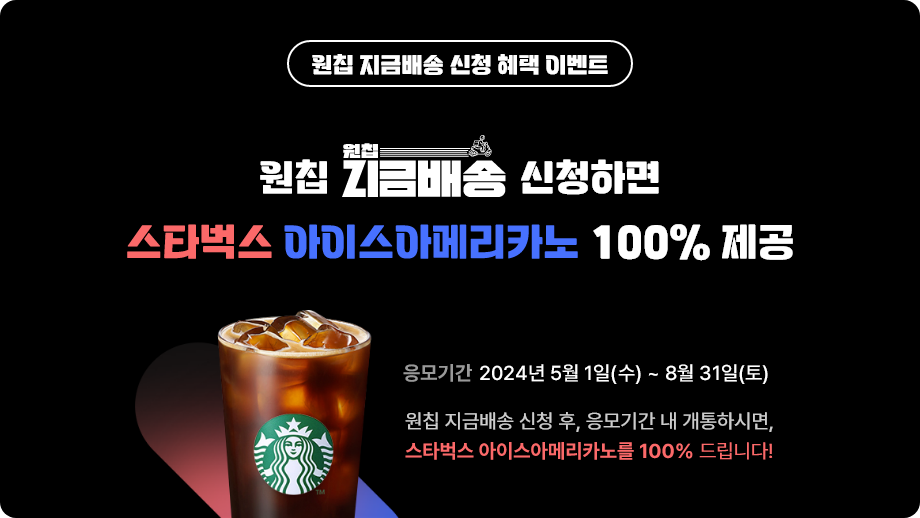 원칩 지금배송 신청 혜택 이벤트
원칩
원칩 지금배송 신청하면
스타벅스 아이스아메리카노 100% 제공
응모기간 2024년 5월 1일(수) ~ 8월 31일(토)
원칩 지금배송 신청 후, 응모기간 내 개통하시면,
스타벅스 아이스아메리카노를 100% 드립니다!
TM